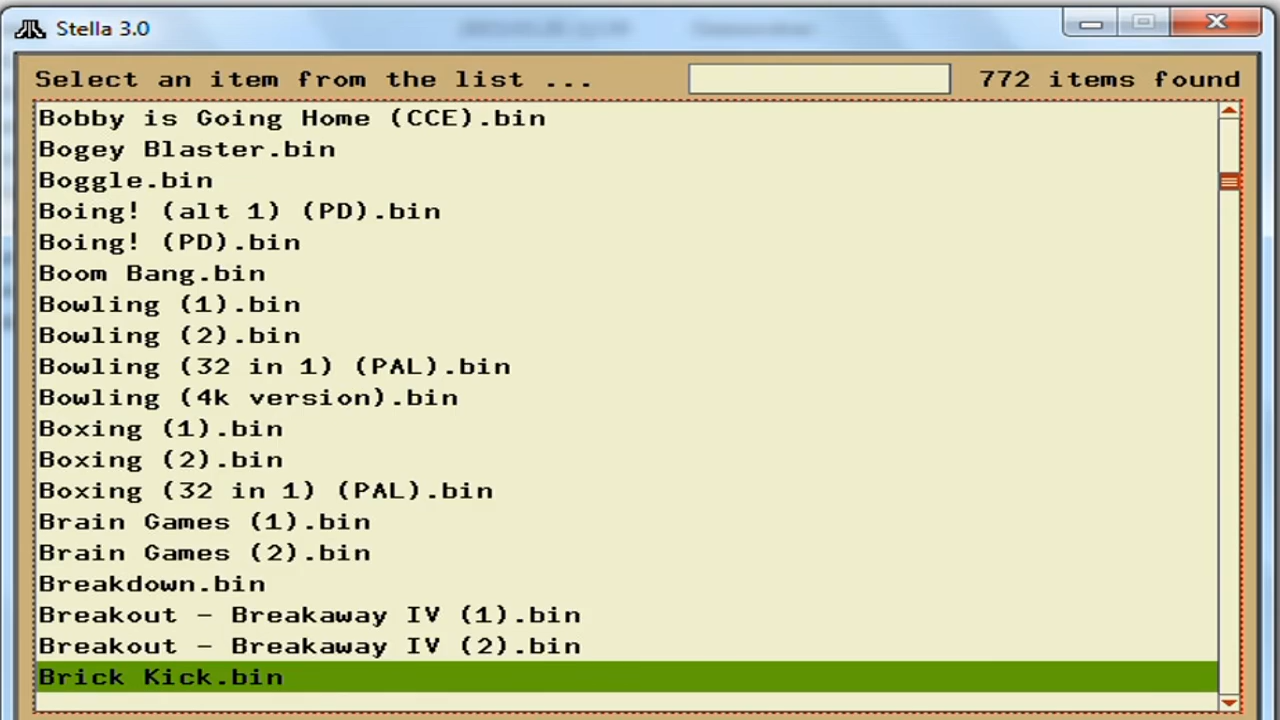 Stella 3.0
Select an item from the list ... 772 items found
Bobby is Going Home (CCE).bin
Bogey Blaster.bin
Boggle.bin
Boing! (alt 1) (PD).bin
Boing! (PD).bin
Boom Bang.bin
Bowling (1).bin
Bowling (2).bin
Bowling (32 in 1) (PAL).bin
Bowling (4k version).bin
Boxing (1).bin
Boxing (2).bin
Boxing (32 in 1) (PAL).bin
Brain Games (1).bin
Brain Games (2).bin
Breakdown.bin
Breakout - Breakaway IV (1).bin
Breakout - Breakaway IV (2).bin
Brick Kick.bin